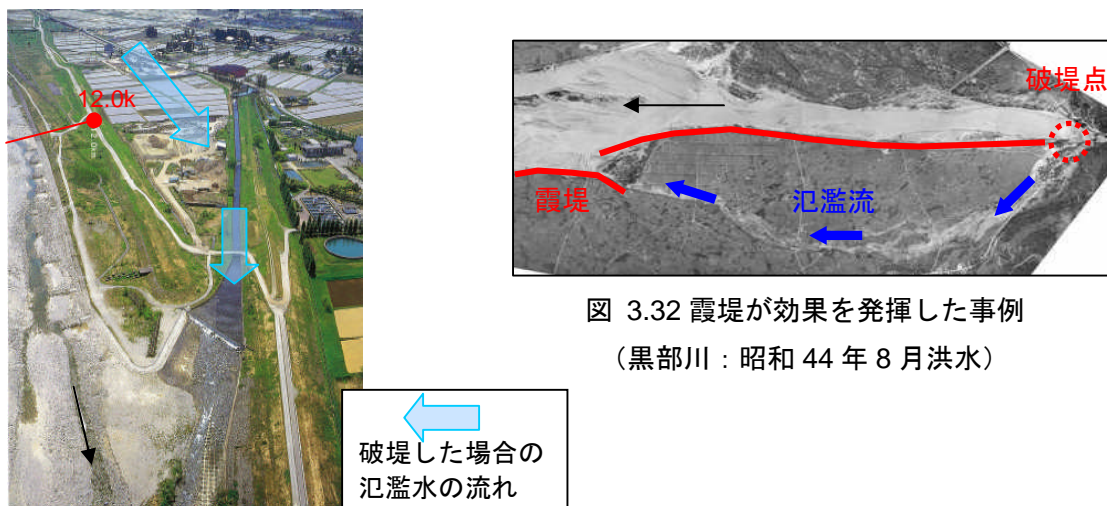 12.0k
破堤した場合の
氾濫水の流れ
破堤点
霞堤
氾濫流
図 3.32 霞堤が効果を発揮した事例
(黒部川：昭和 44 年 8 月洪水)